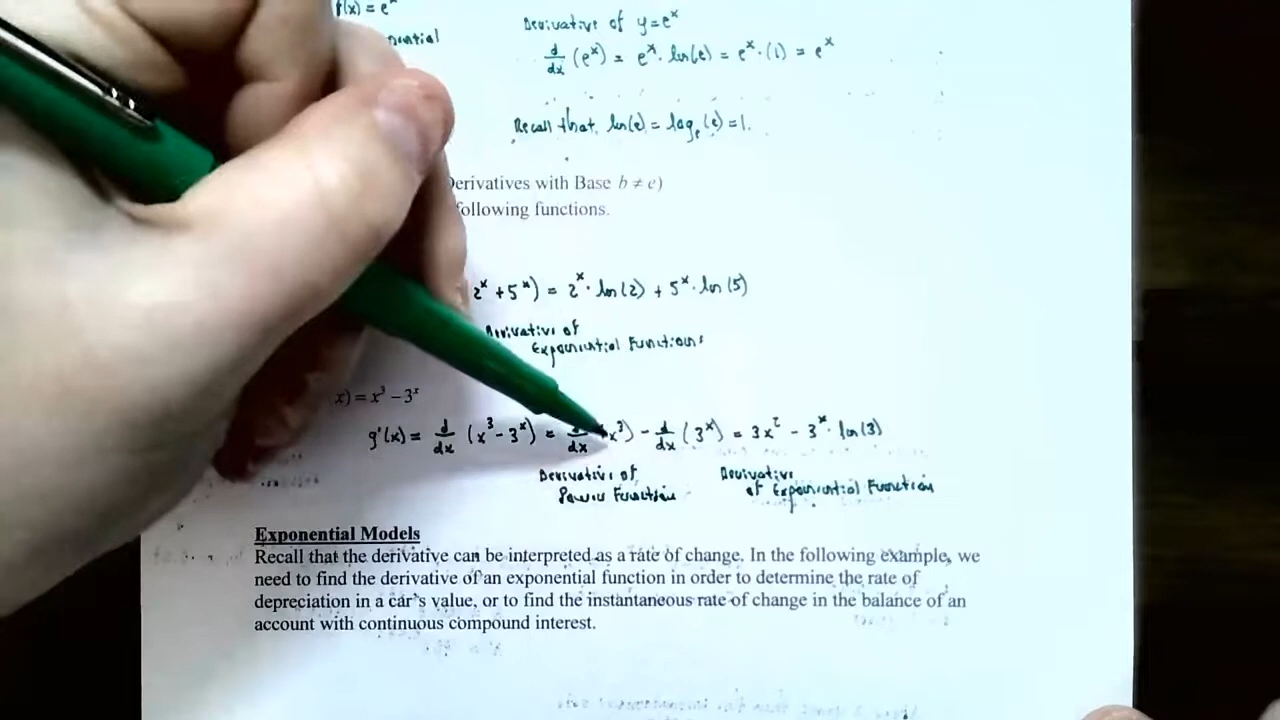 f(x) = e^x
Derivative of y=e^x
d/dx (e^x) = e^x · ln(e) = e^x · (1) = e^x
Recall that ln(e) = log_e(e) = 1.
Derivatives with Base b ≠ e)
following functions.
2^x + 5^x) = 2^x · ln(2) + 5^x · ln(5)
Derivative of
Exponential Functions
x) = x^3 − 3^x
g'(x) = d/dx (x^3 - 3^x) = d/dx (x^3) - d/dx (3^x) = 3x^2 - 3^x · ln(3)
Derivative of Derivative
Power Function of Exponential Function
Exponential Models
Recall that the derivative can be interpreted as a rate of change. In the following example, we
need to find the derivative of an exponential function in order to determine the rate of
depreciation in a car's value, or to find the instantaneous rate of change in the balance of an
account with continuous compound interest.